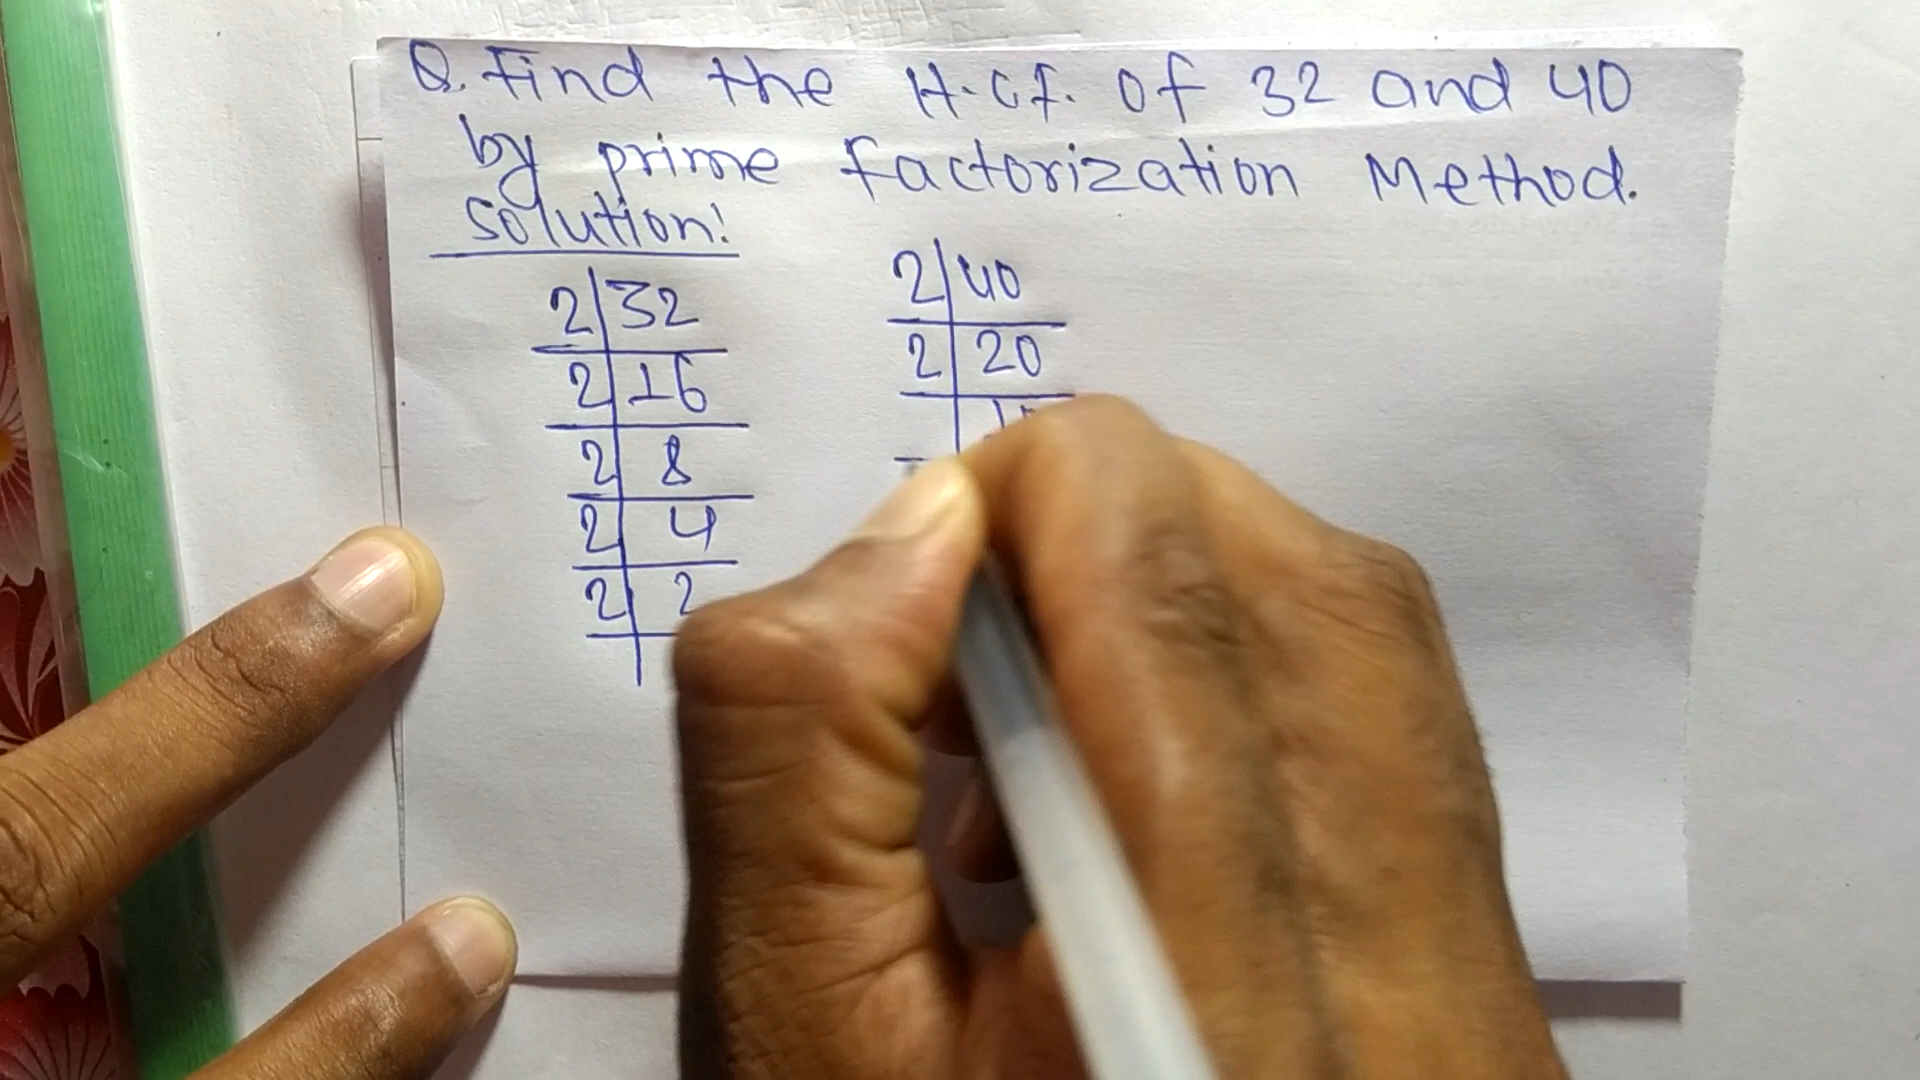 Q. Find the H.C.F. Of 32 and 40
by prime factorization Method.
Solution:
2 32
2 16
2 8
2 4
2 2
2 40
2 20
10